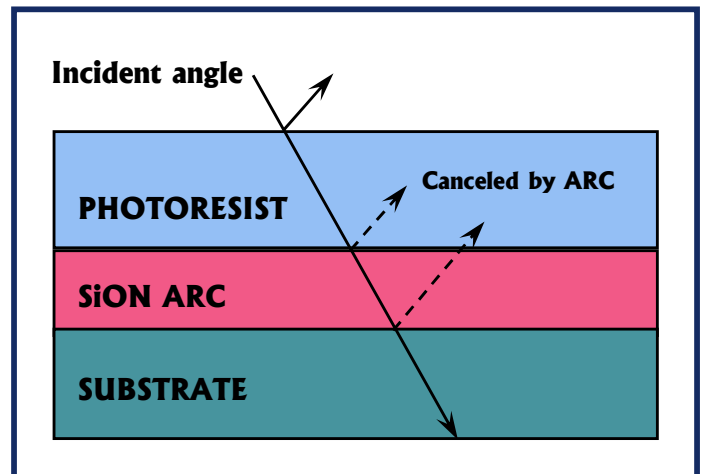 Incident angle
Canceled by ARC
PHOTORESIST
SiON ARC
SUBSTRATE